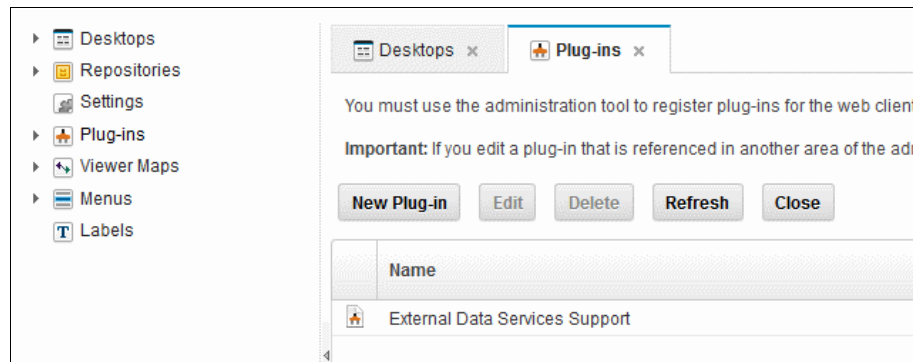 Desktops
Repositories
Settings
Plug-ins
Viewer Maps
Menus
Labels
Desktops
Plug-ins
You must use the administration tool to register plug-ins for the web client
Important: If you edit a plug-in that is referenced in another area of the
New Plug-in Edit Delete Refresh Close
Name
External Data Services Support